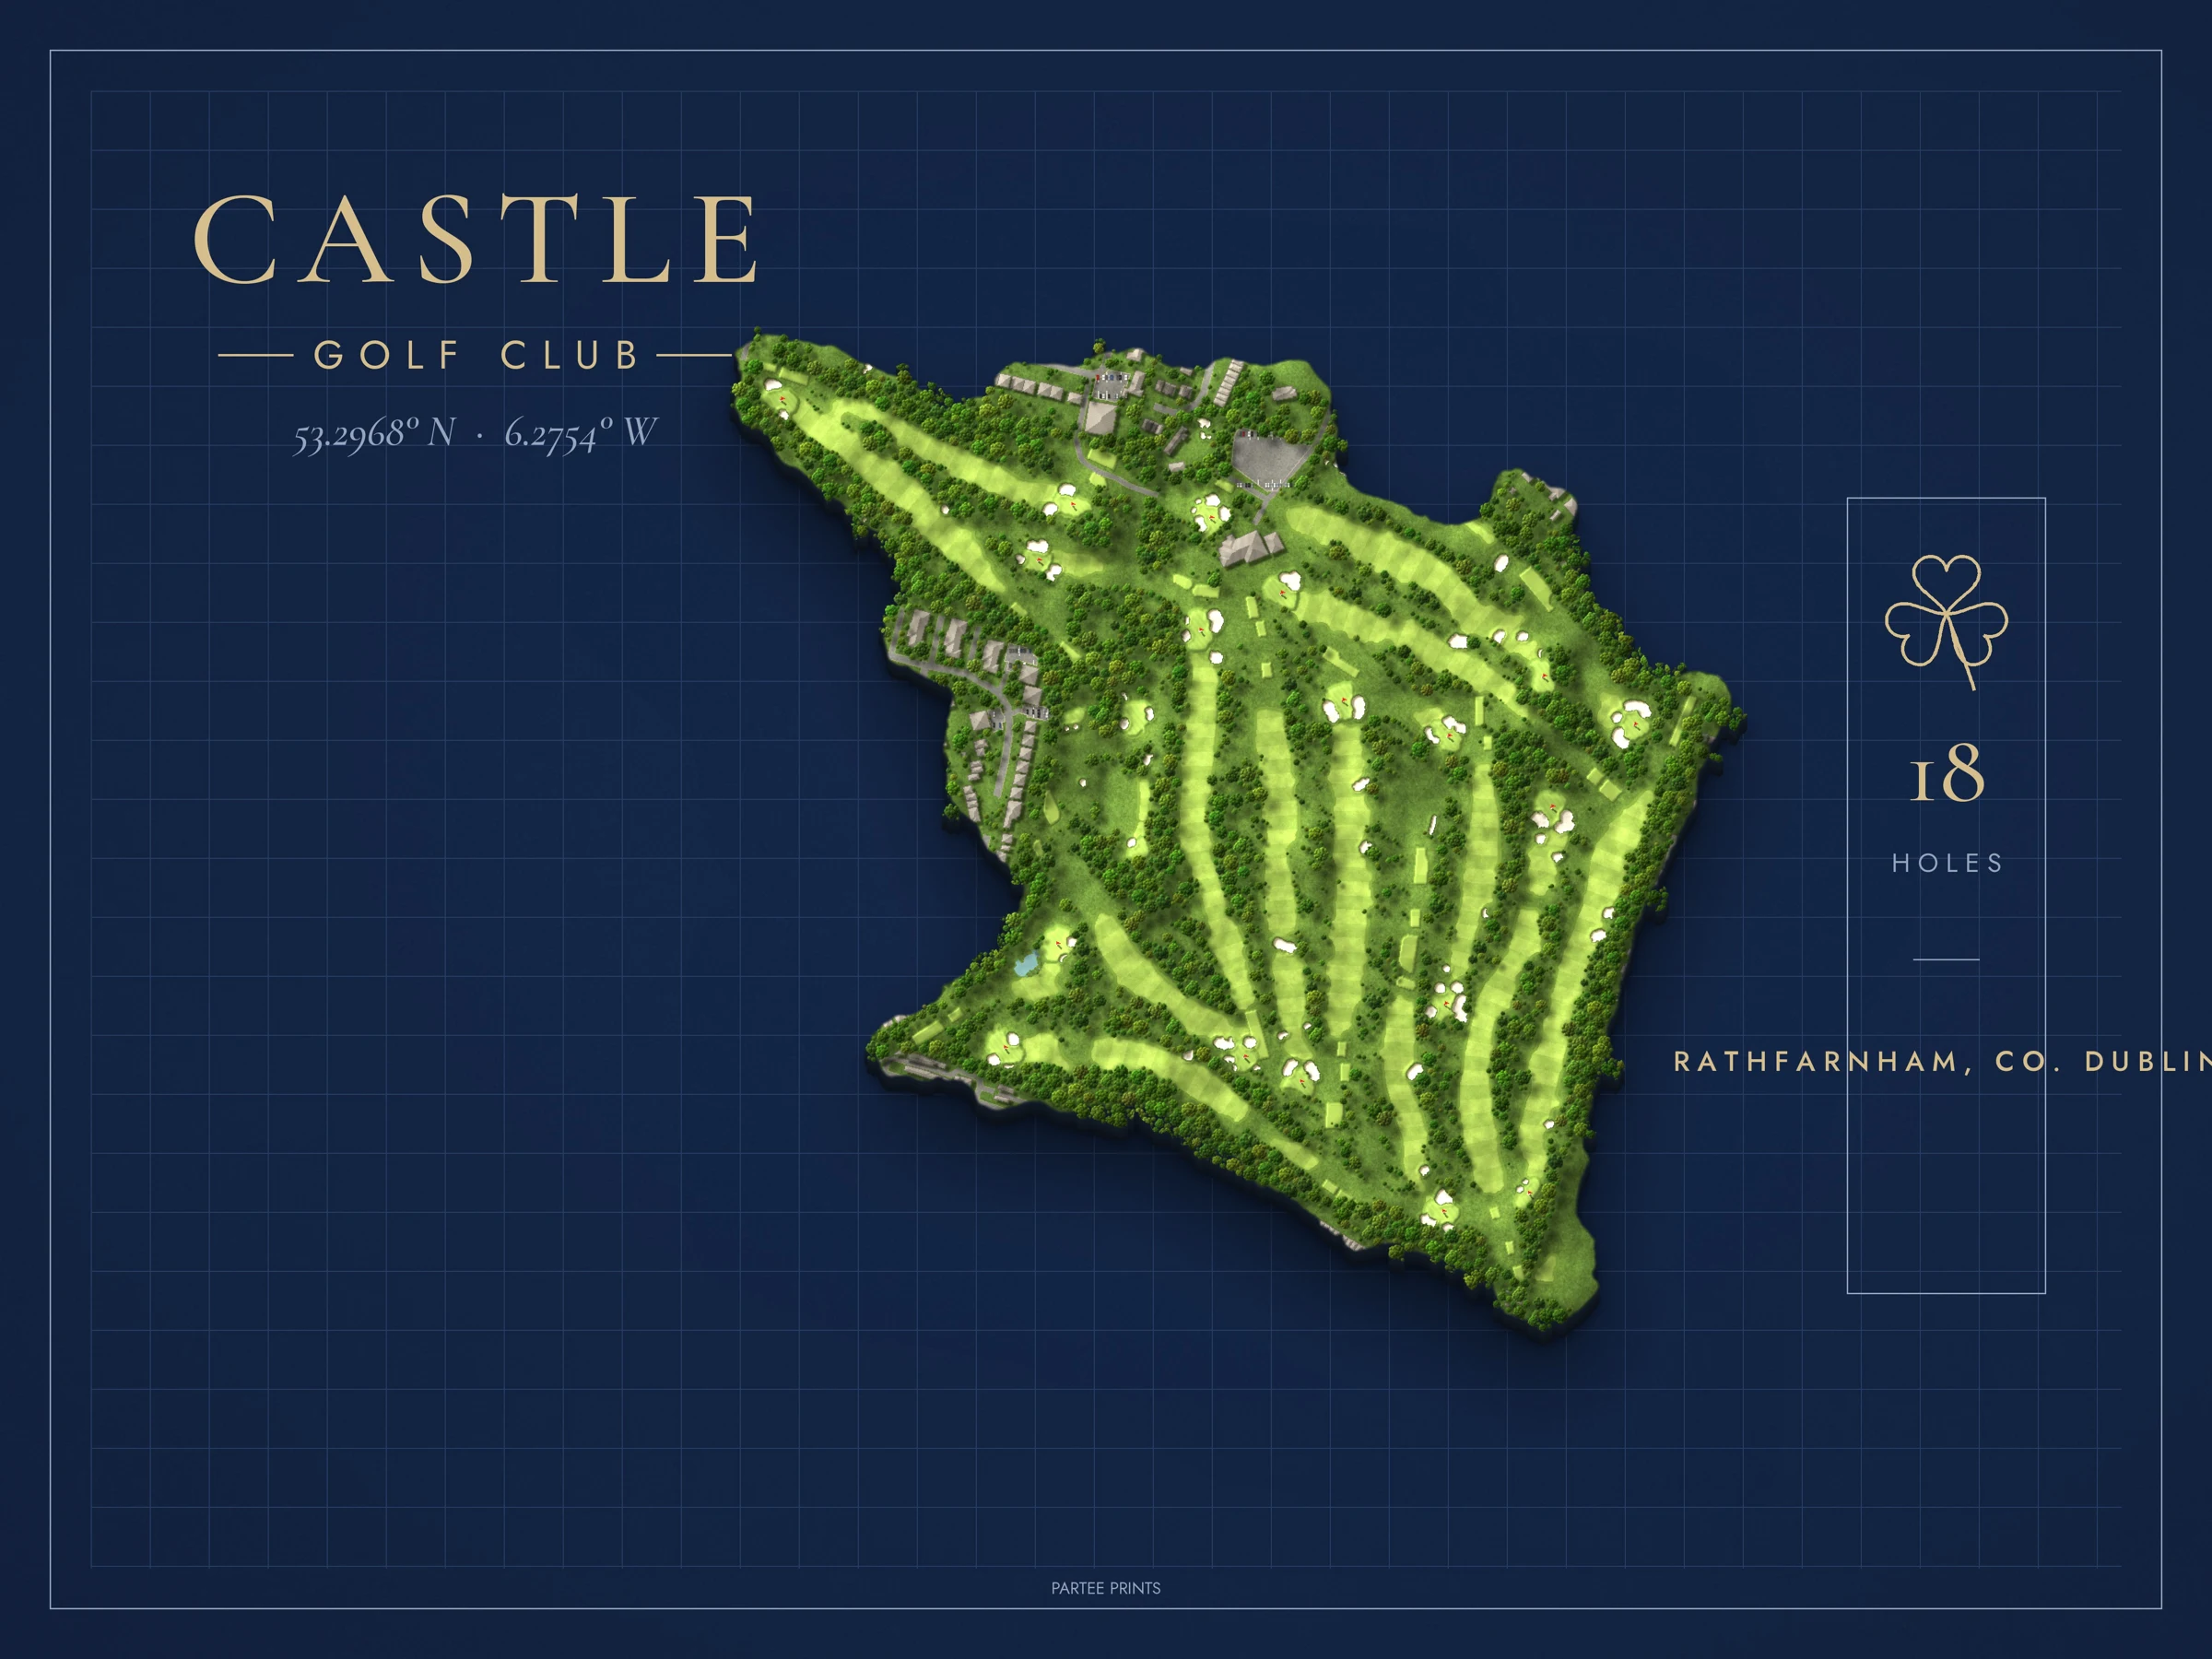 CASTLE
GOLF CLUB
53.2968° N · 6.2754° W
18
HOLES
RATHFARNHAM, CO. DUBLIN
PARTEE PRINTS